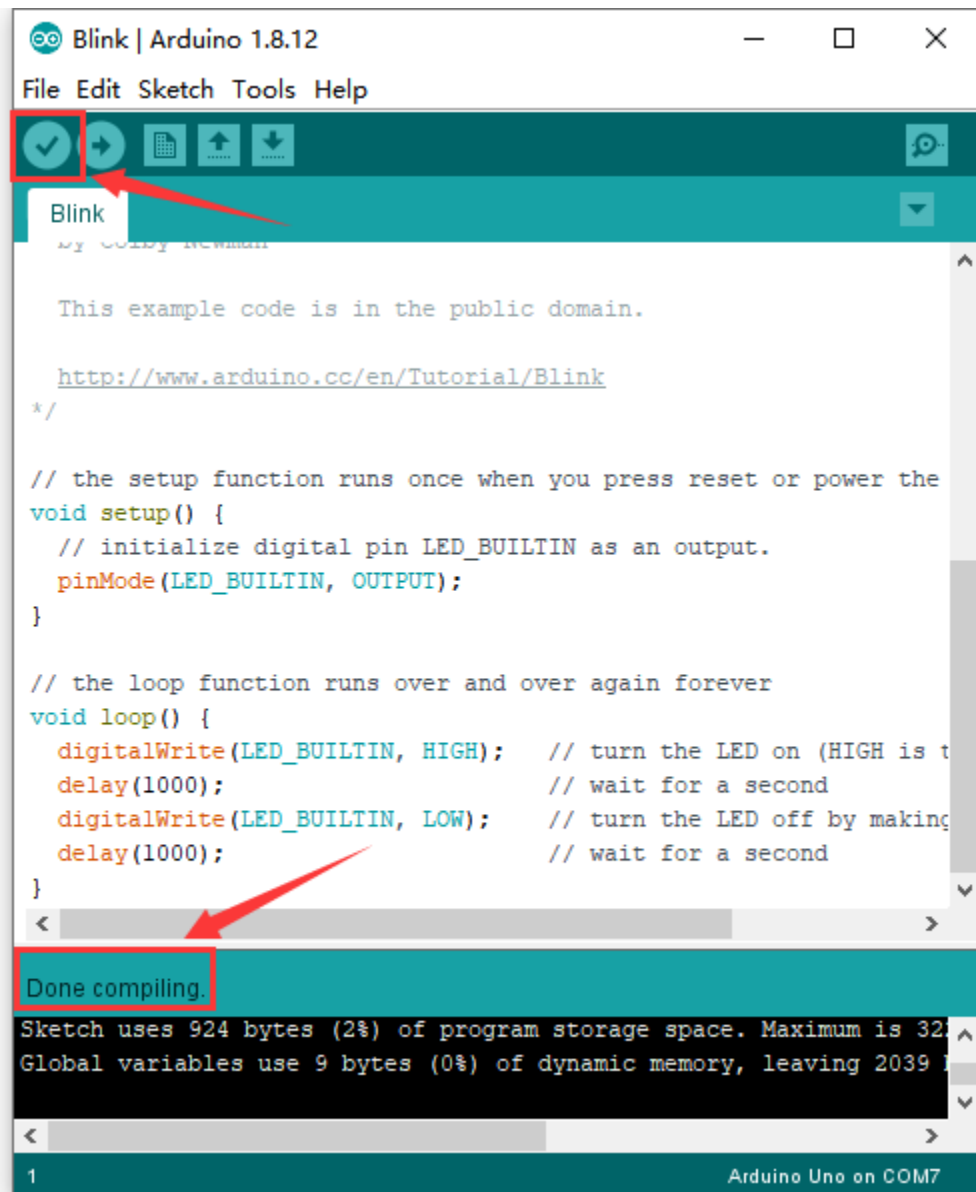 Blink | Arduino 1.8.12
File Edit Sketch Tools Help
Blink
by Colby Newman
This example code is in the public domain.
http://www.arduino.cc/en/Tutorial/Blink
*/
// the setup function runs once when you press reset or power the
void setup() {
  // initialize digital pin LED_BUILTIN as an output.
  pinMode(LED_BUILTIN, OUTPUT);
}
// the loop function runs over and over again forever
void loop() {
  digitalWrite(LED_BUILTIN, HIGH);   // turn the LED on (HIGH is t
  delay(1000);                       // wait for a second
  digitalWrite(LED_BUILTIN, LOW);    // turn the LED off by making
  delay(1000);                       // wait for a second
}
Done compiling.
Sketch uses 924 bytes (2%) of program storage space. Maximum is 32
Global variables use 9 bytes (0%) of dynamic memory, leaving 2039
1
Arduino Uno on COM7